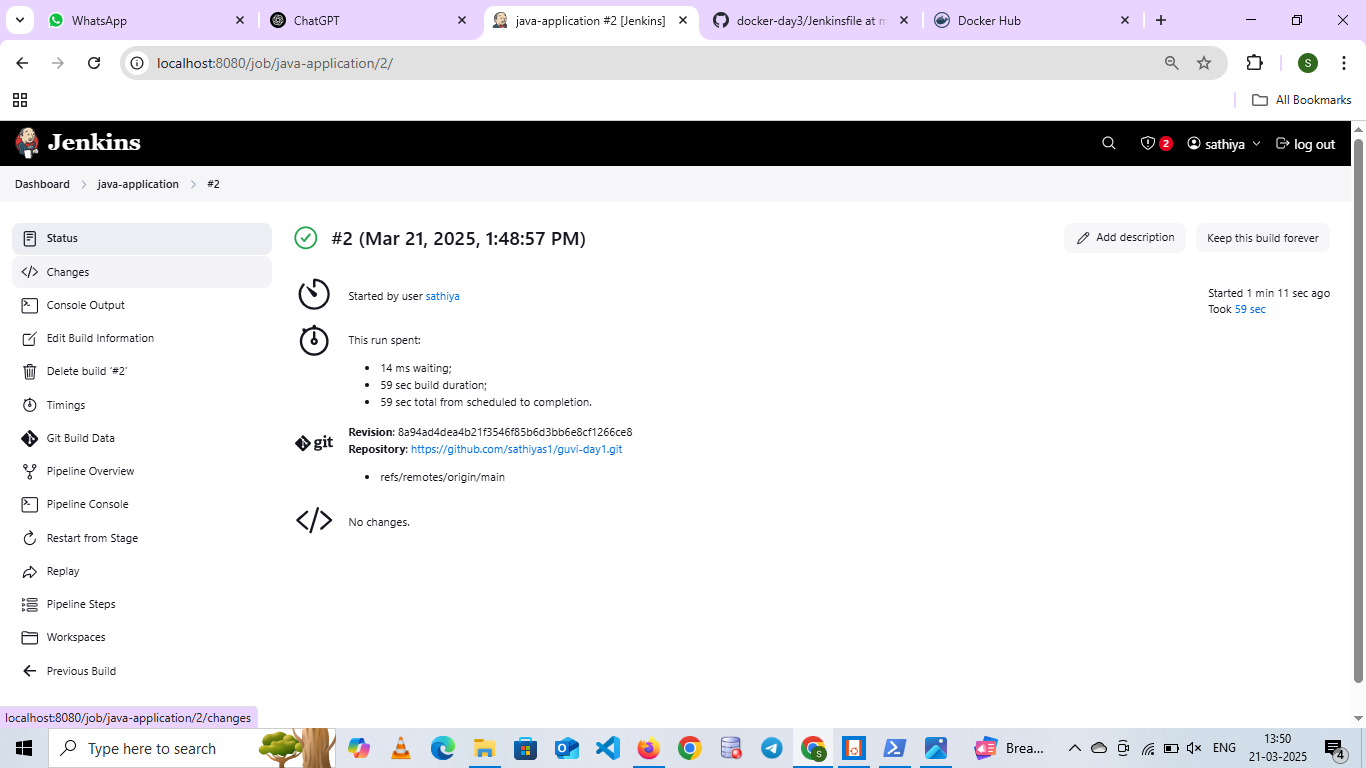 WhatsApp
ChatGPT
java-application #2 [Jenkins]
docker-day3/Jenkinsfile at m
Docker Hub
localhost:8080/job/java-application/2/
S
All Bookmarks
Jenkins
2
sathiya
log out
Dashboard
java-application
#2
Status
Changes
Console Output
Edit Build Information
Delete build ‘#2’
Timings
Git Build Data
Pipeline Overview
Pipeline Console
Restart from Stage
Replay
Pipeline Steps
Workspaces
Previous Build
#2 (Mar 21, 2025, 1:48:57 PM)
Add description
Keep this build forever
Started by user sathiya
Started 1 min 11 sec ago
Took 59 sec
This run spent:
14 ms waiting;
59 sec build duration;
59 sec total from scheduled to completion.
git
Revision: 8a94ad4dea4b21f3546f85b6d3bb6e8cf1266ce8
Repository: https://github.com/sathiyas1/guvi-day1.git
refs/remotes/origin/main
No changes.
localhost:8080/job/java-application/2/changes
Type here to search
S
Brea...
ENG
13:50
21-03-2025
4